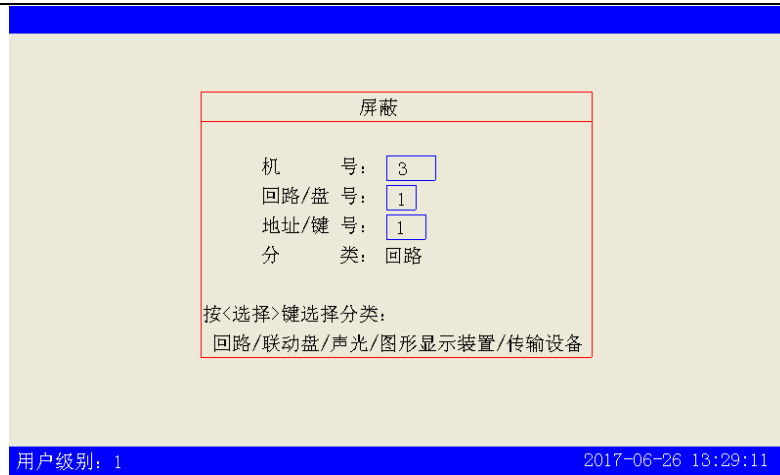 屏蔽
机 号： 3
回路/盘 号： 1
地址/键 号： 1
分 类： 回路
按<选择>键选择分类：
回路/联动盘/声光/图形显示装置/传输设备
用户级别：1 2017-06-26 13:29:11